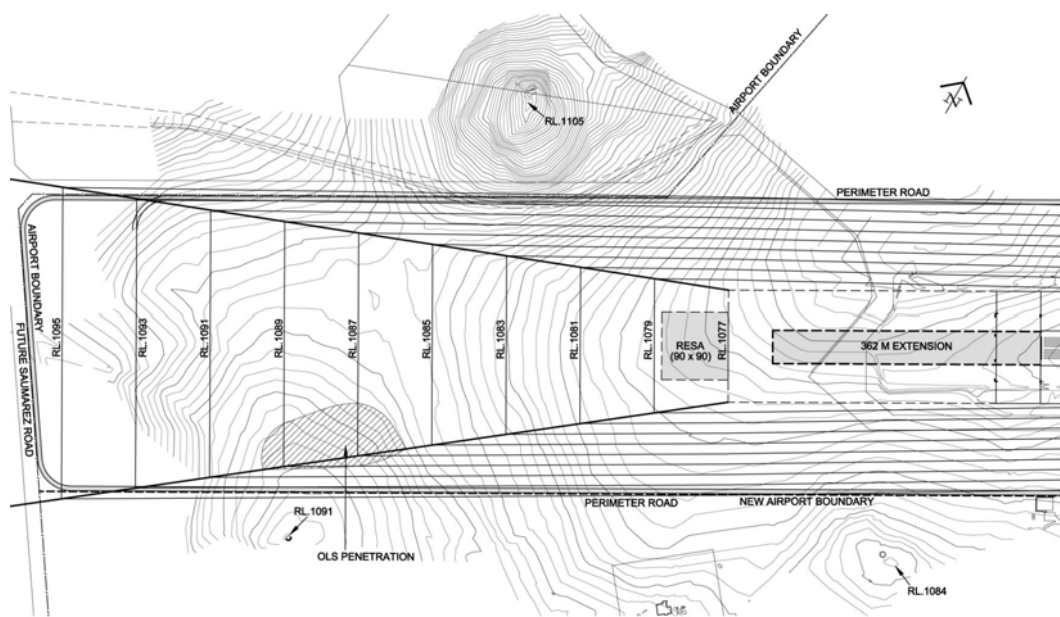 AIRPORT BOUNDARY
RL.1105
PERIMETER ROAD
AIRPORT BOUNDARY
FUTURE SAUMAREZ ROAD
RL.1095
RL.1093
RL.1091
RL.1089
RL.1087
RL.1085
RL.1083
RL.1081
RL.1079
RL.1077
RESA
(90 x 90)
362 M EXTENSION
RL.1091
OLS PENETRATION
PERIMETER ROAD
NEW AIRPORT BOUNDARY
RL.1084